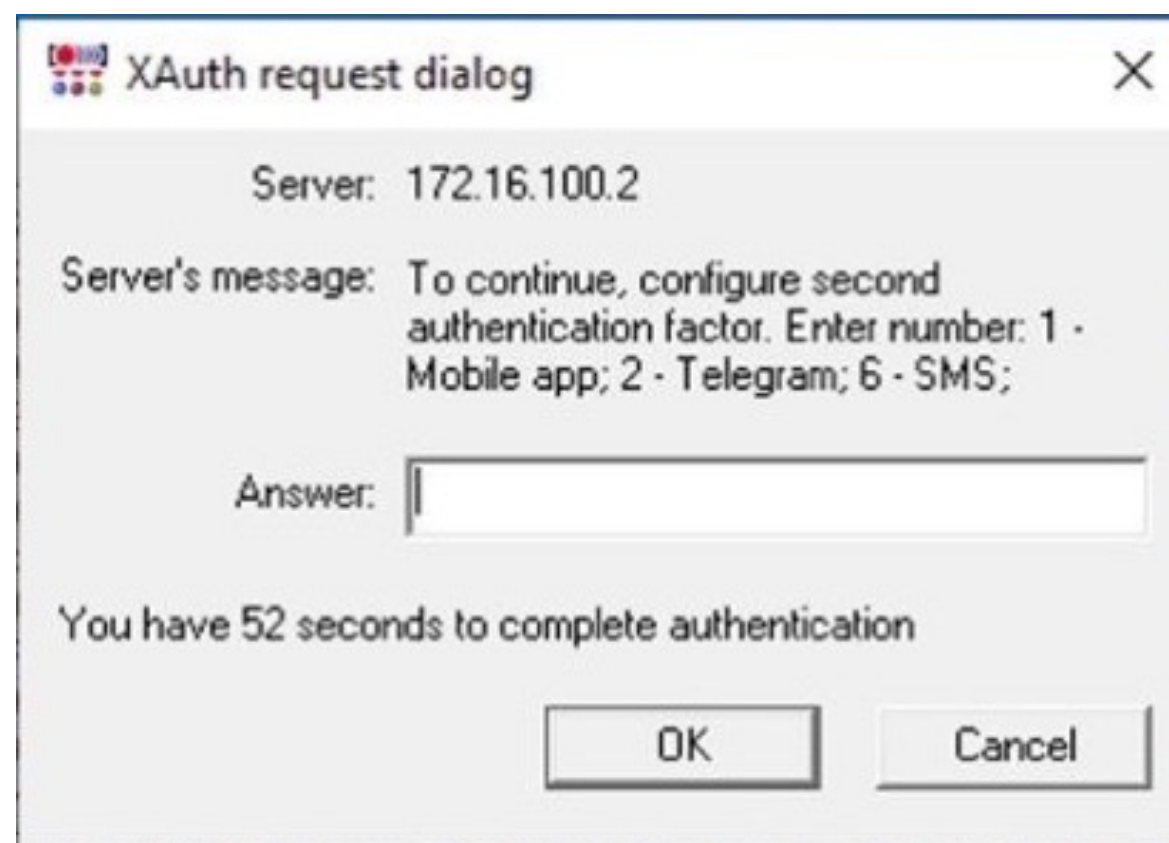 XAuth request dialog
Server: 172.16.100.2
Server's message: To continue, configure second
authentication factor. Enter number: 1 -
Mobile app; 2 - Telegram; 6 - SMS;
Answer:
You have 52 seconds to complete authentication
OK Cancel